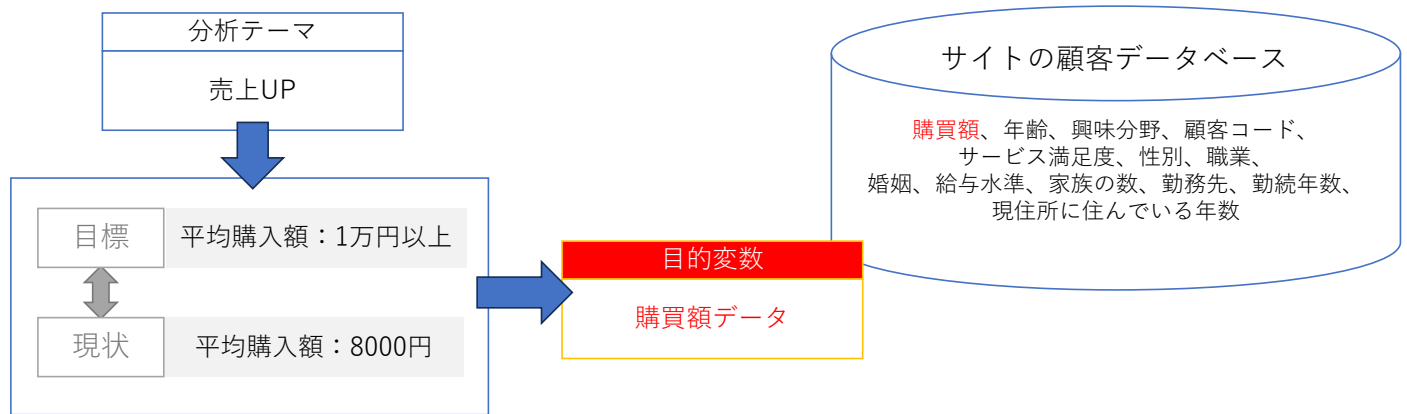 分析テーマ
売上UP
目標
平均購入額：1万円以上
現状
平均購入額：8000円
目的変数
購買額データ
サイトの顧客データベース
購買額、年齢、興味分野、顧客コード、
サービス満足度、性別、職業、
婚姻、給与水準、家族の数、勤務先、勤続年数、
現住所に住んでいる年数